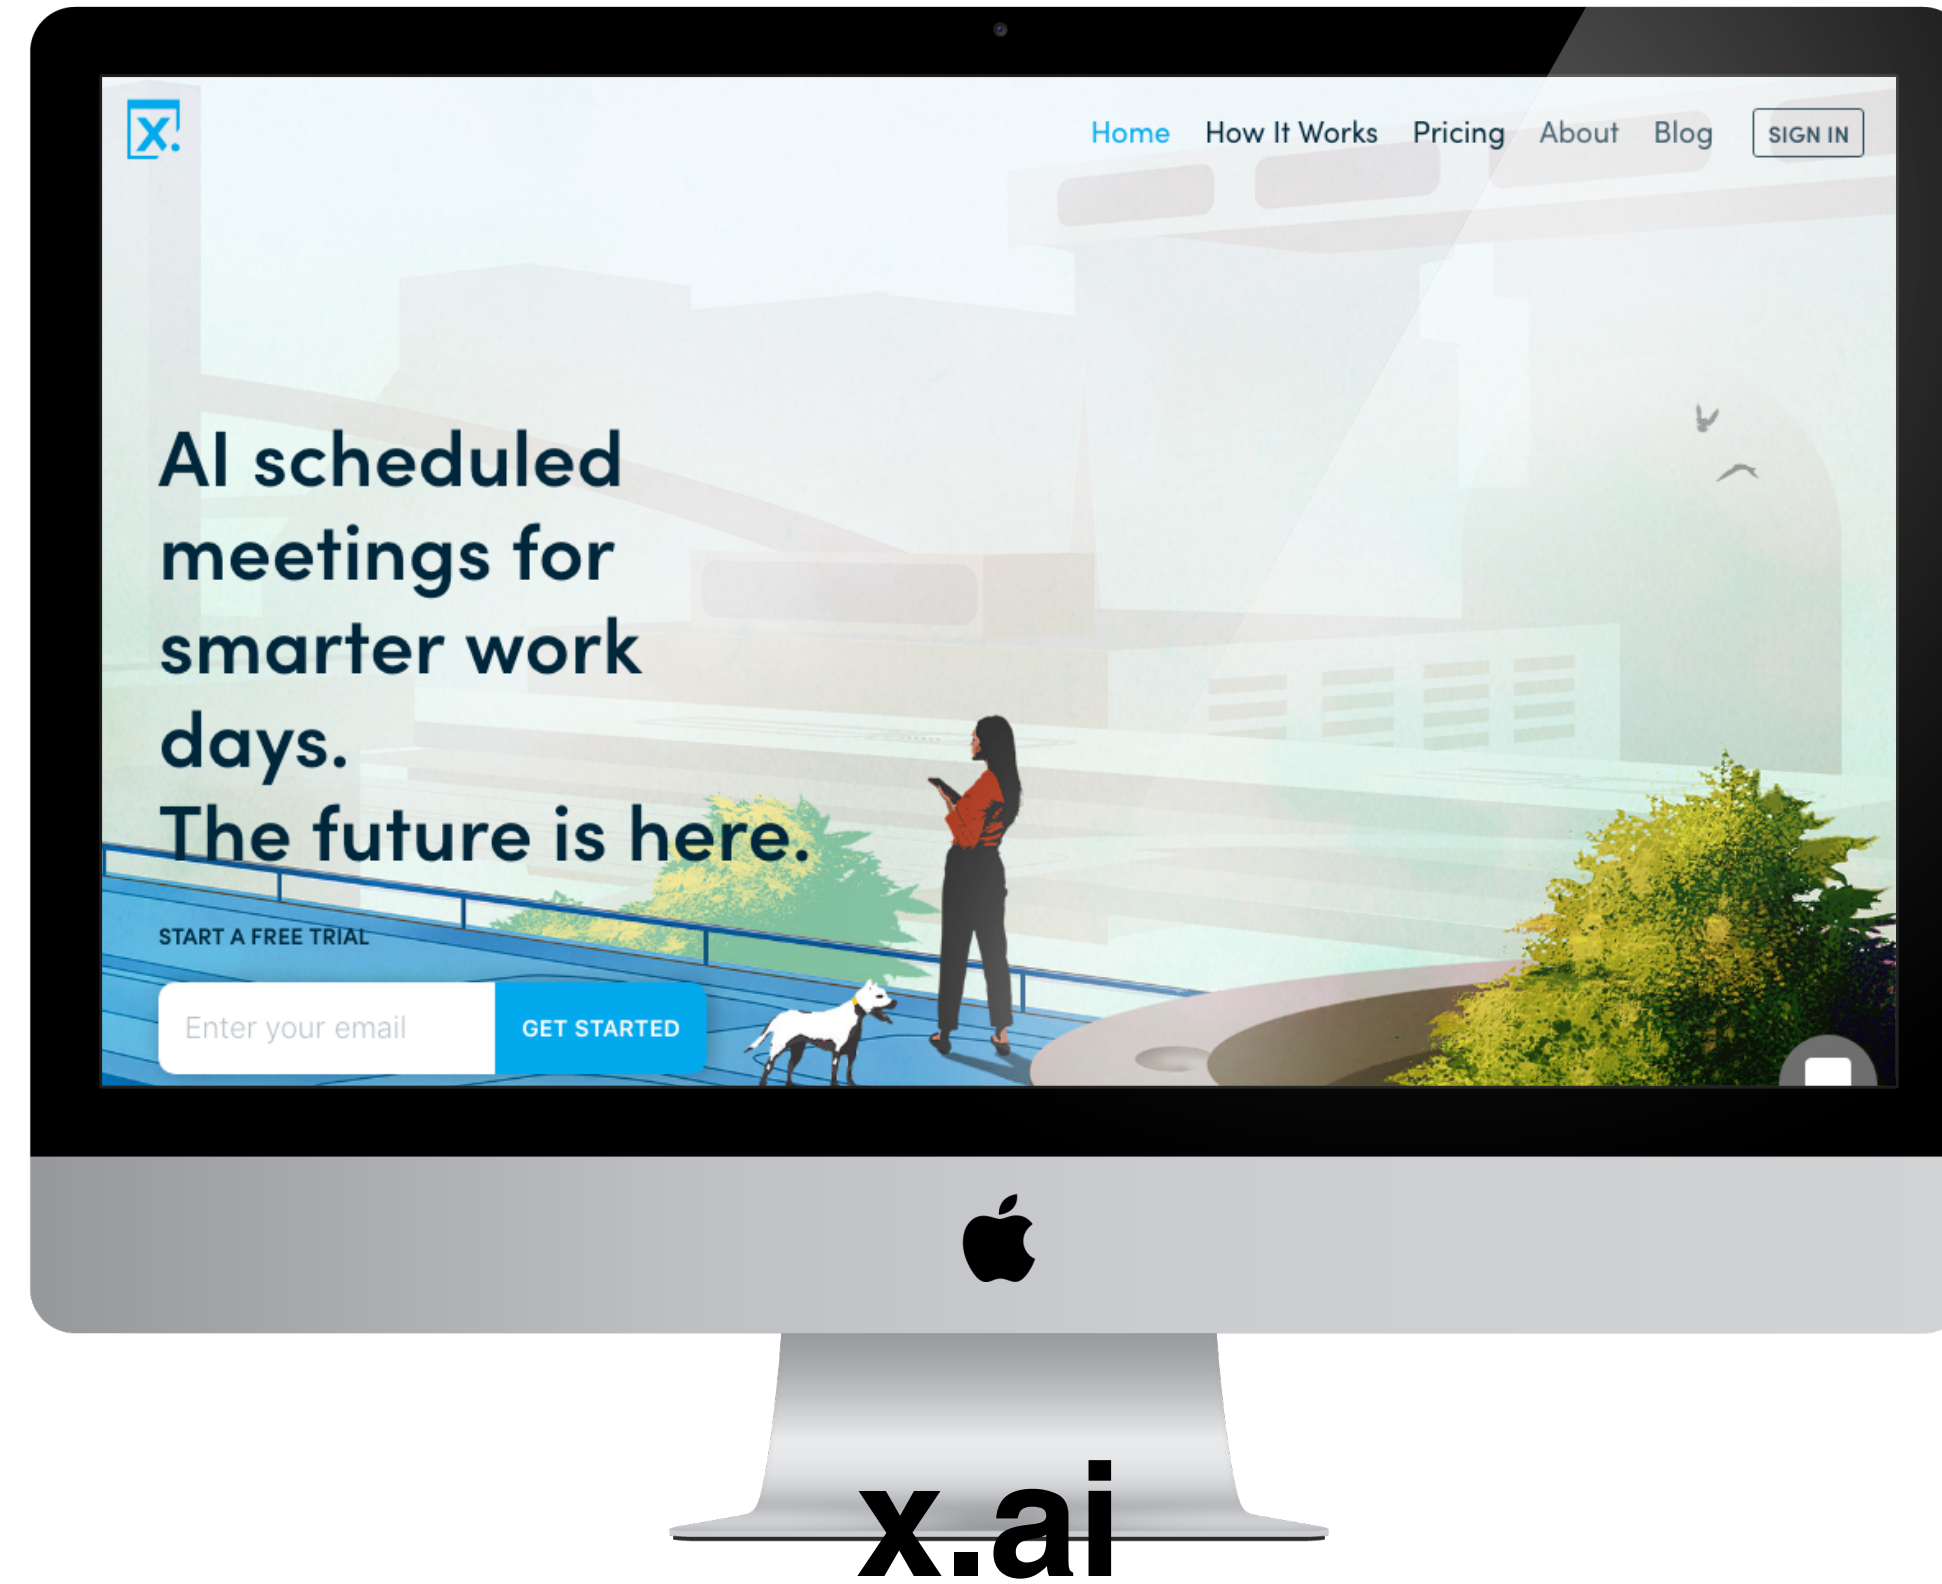 x.
Home How It Works Pricing About Blog SIGN IN
AI scheduled
meetings for
smarter work
days.
The future is here.
START A FREE TRIAL
Enter your email GET STARTED
x.ai